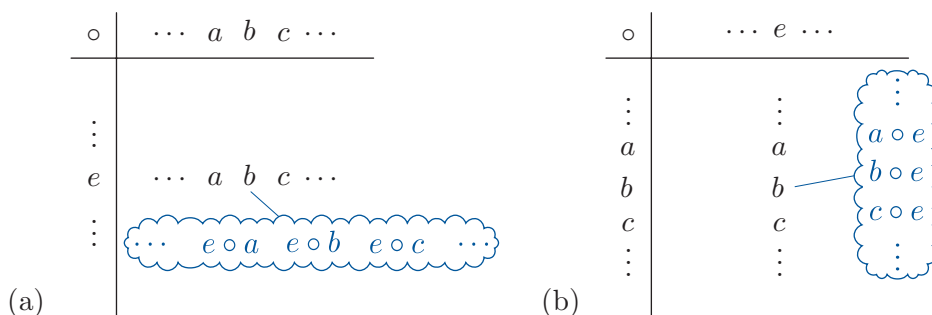 ∘ ⋯ a b c ⋯
⋮
e ⋯ a b c ⋯
⋮
⋯ e ∘ a e ∘ b e ∘ c ⋯
(a)
∘ ⋯ e ⋯
⋮ ⋮ ⋮
a a a ∘ e
b b b ∘ e
c c c ∘ e
⋮ ⋮ ⋮
(b)